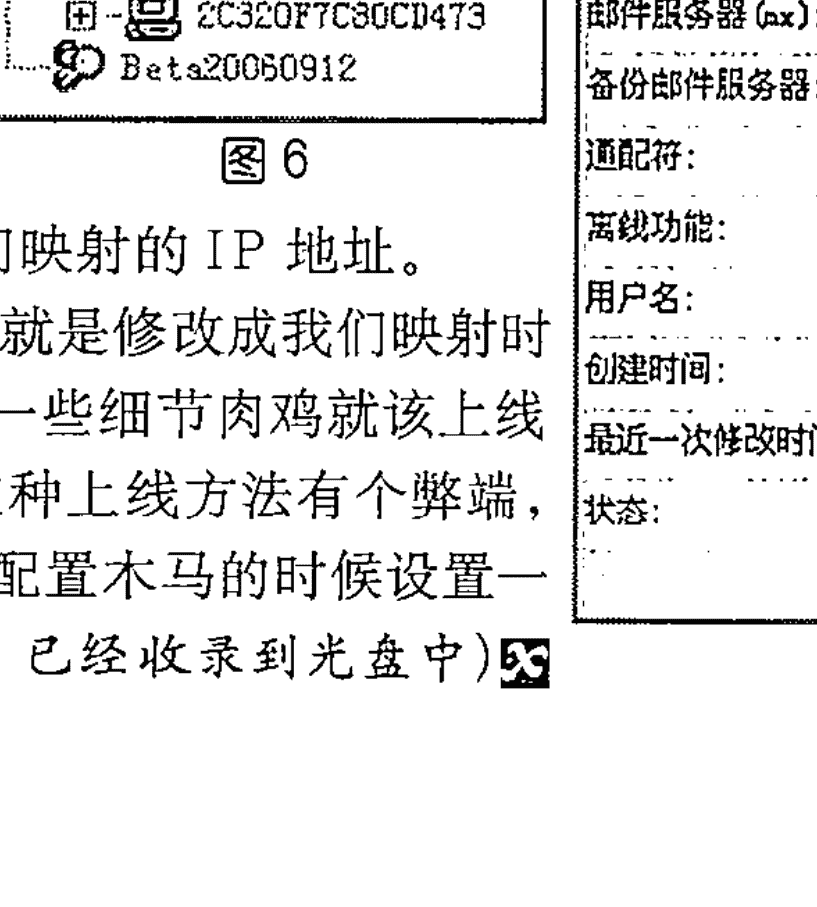 2C320F7C80CD473
Beta20060912
图 6
们映射的 IP 地址。
就是修改成我们映射时
一些细节肉鸡就该上线
种上线方法有个弊端，
配置木马的时候设置一
已经收录到光盘中)
邮件服务器(mx):
备份邮件服务器:
通配符:
离线功能:
用户名:
创建时间:
最近一次修改时间
状态: